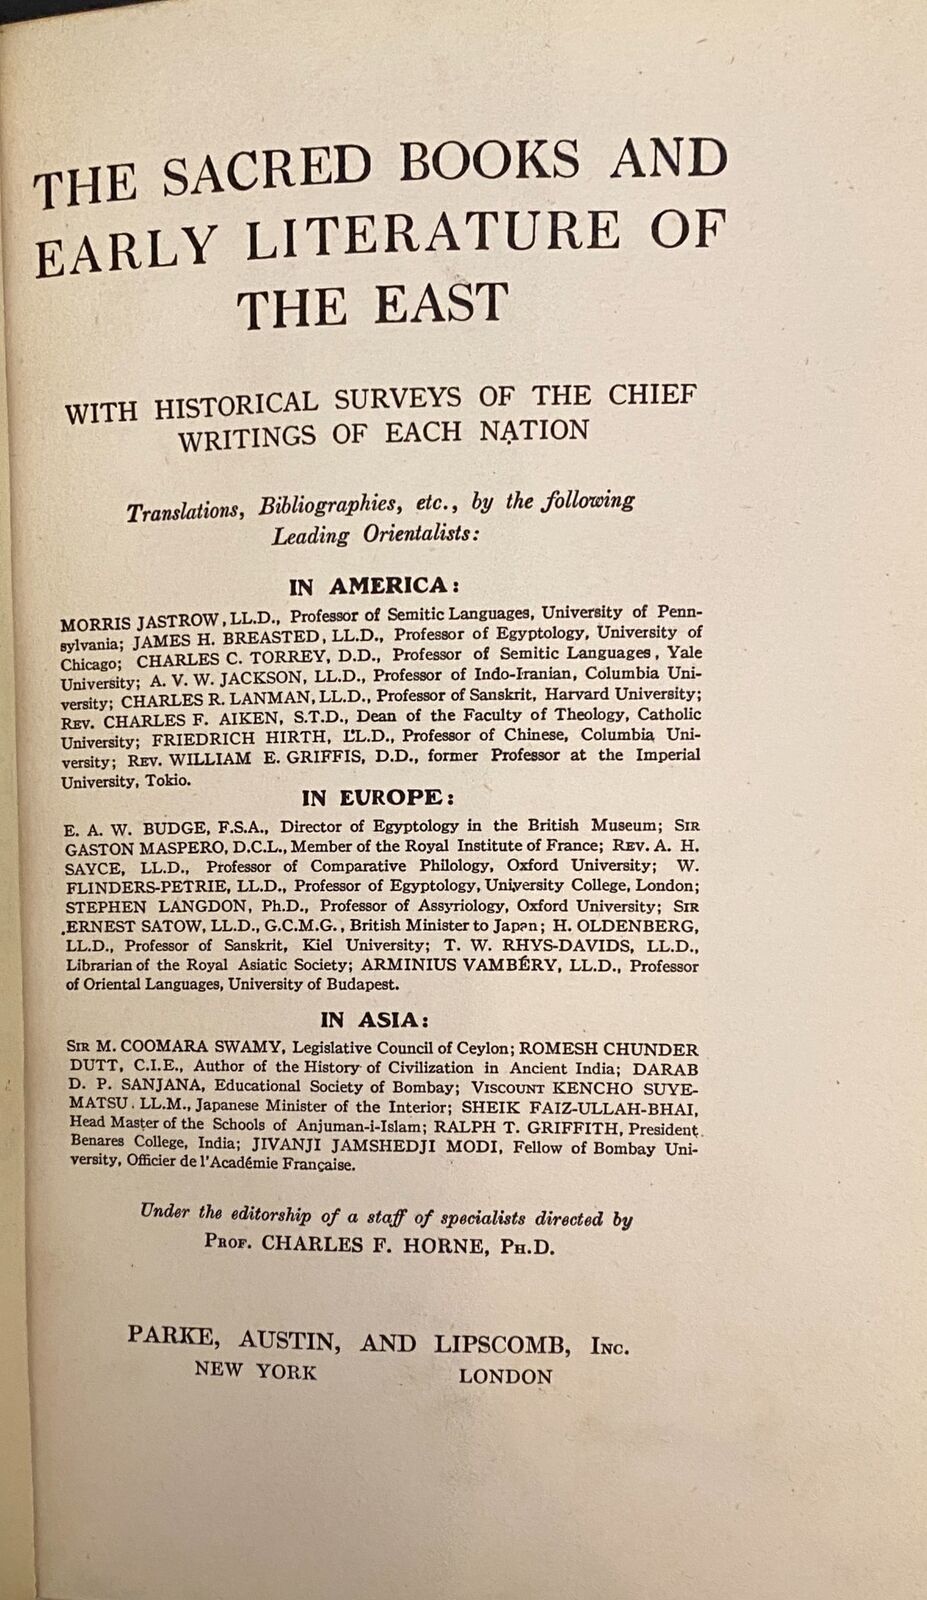 THE SACRED BOOKS AND
EARLY LITERATURE OF
THE EAST
WITH HISTORICAL SURVEYS OF THE CHIEF
WRITINGS OF EACH NATION
Translations, Bibliographies, etc., by the following
Leading Orientalists:
IN AMERICA:
MORRIS JASTROW, LL.D., Professor of Semitic Languages, University of Penn-
sylvania; JAMES H. BREASTED, LL.D., Professor of Egyptology, University of
Chicago; CHARLES C. TORREY, D.D., Professor of Semitic Languages, Yale
University; A. V. W. JACKSON, LL.D., Professor of Indo-Iranian, Columbia Uni-
versity; CHARLES R. LANMAN, LL.D., Professor of Sanskrit, Harvard University;
REV. CHARLES F. AIKEN, S.T.D., Dean of the Faculty of Theology, Catholic
University; FRIEDRICH HIRTH, LL.D., Professor of Chinese, Columbia Uni-
versity; REV. WILLIAM E. GRIFFIS, D.D., former Professor at the Imperial
University, Tokio.
IN EUROPE:
E. A. W. BUDGE, F.S.A., Director of Egyptology in the British Museum; SIR
GASTON MASPERO, D.C.L., Member of the Royal Institute of France; REV. A. H.
SAYCE, LL.D., Professor of Comparative Philology, Oxford University; W.
FLINDERS-PETRIE, LL.D., Professor of Egyptology, University College, London;
STEPHEN LANGDON, Ph.D., Professor of Assyriology, Oxford University; SIR
ERNEST SATOW, LL.D., G.C.M.G., British Minister to Japan; H. OLDENBERG,
LL.D., Professor of Sanskrit, Kiel University; T. W. RHYS-DAVIDS, LL.D.,
Librarian of the Royal Asiatic Society; ARMINIUS VAMBÉRY, LL.D., Professor
of Oriental Languages, University of Budapest.
IN ASIA:
SIR M. COOMARA SWAMY, Legislative Council of Ceylon; ROMESH CHUNDER
DUTT, C.I.E., Author of the History of Civilization in Ancient India; DARAB
D. P. SANJANA, Educational Society of Bombay; VISCOUNT KENCHO SUYE-
MATSU, LL.M., Japanese Minister of the Interior; SHEIK FAIZ-ULLAH-BHAI,
Head Master of the Schools of Anjuman-i-Islam; RALPH T. GRIFFITH, President
Benares College, India; JIVANJI JAMSHEDJI MODI, Fellow of Bombay Uni-
versity, Officier de l'Académie Française.
Under the editorship of a staff of specialists directed by
PROF. CHARLES F. HORNE, PH.D.
PARKE, AUSTIN, AND LIPSCOMB, INC.
NEW YORK LONDON